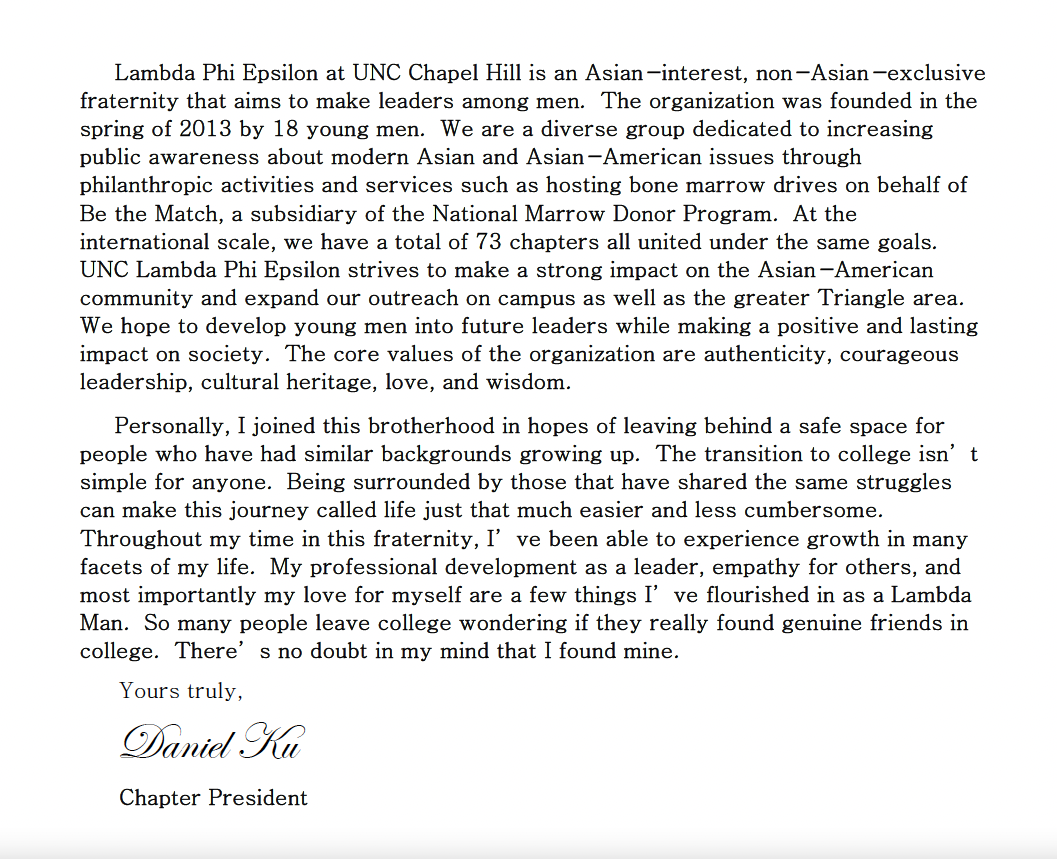 Lambda Phi Epsilon at UNC Chapel Hill is an Asian-interest, non-Asian-exclusive
fraternity that aims to make leaders among men.  The organization was founded in the
spring of 2013 by 18 young men.  We are a diverse group dedicated to increasing
public awareness about modern Asian and Asian-American issues through
philanthropic activities and services such as hosting bone marrow drives on behalf of
Be the Match, a subsidiary of the National Marrow Donor Program.  At the
international scale, we have a total of 73 chapters all united under the same goals.
UNC Lambda Phi Epsilon strives to make a strong impact on the Asian-American
community and expand our outreach on campus as well as the greater Triangle area.
We hope to develop young men into future leaders while making a positive and lasting
impact on society.  The core values of the organization are authenticity, courageous
leadership, cultural heritage, love, and wisdom.
Personally, I joined this brotherhood in hopes of leaving behind a safe space for
people who have had similar backgrounds growing up.  The transition to college isn’t
simple for anyone.  Being surrounded by those that have shared the same struggles
can make this journey called life just that much easier and less cumbersome.
Throughout my time in this fraternity, I’ve been able to experience growth in many
facets of my life.  My professional development as a leader, empathy for others, and
most importantly my love for myself are a few things I’ve flourished in as a Lambda
Man.  So many people leave college wondering if they really found genuine friends in
college.  There’s no doubt in my mind that I found mine.
Yours truly,
Daniel Ku
Chapter President